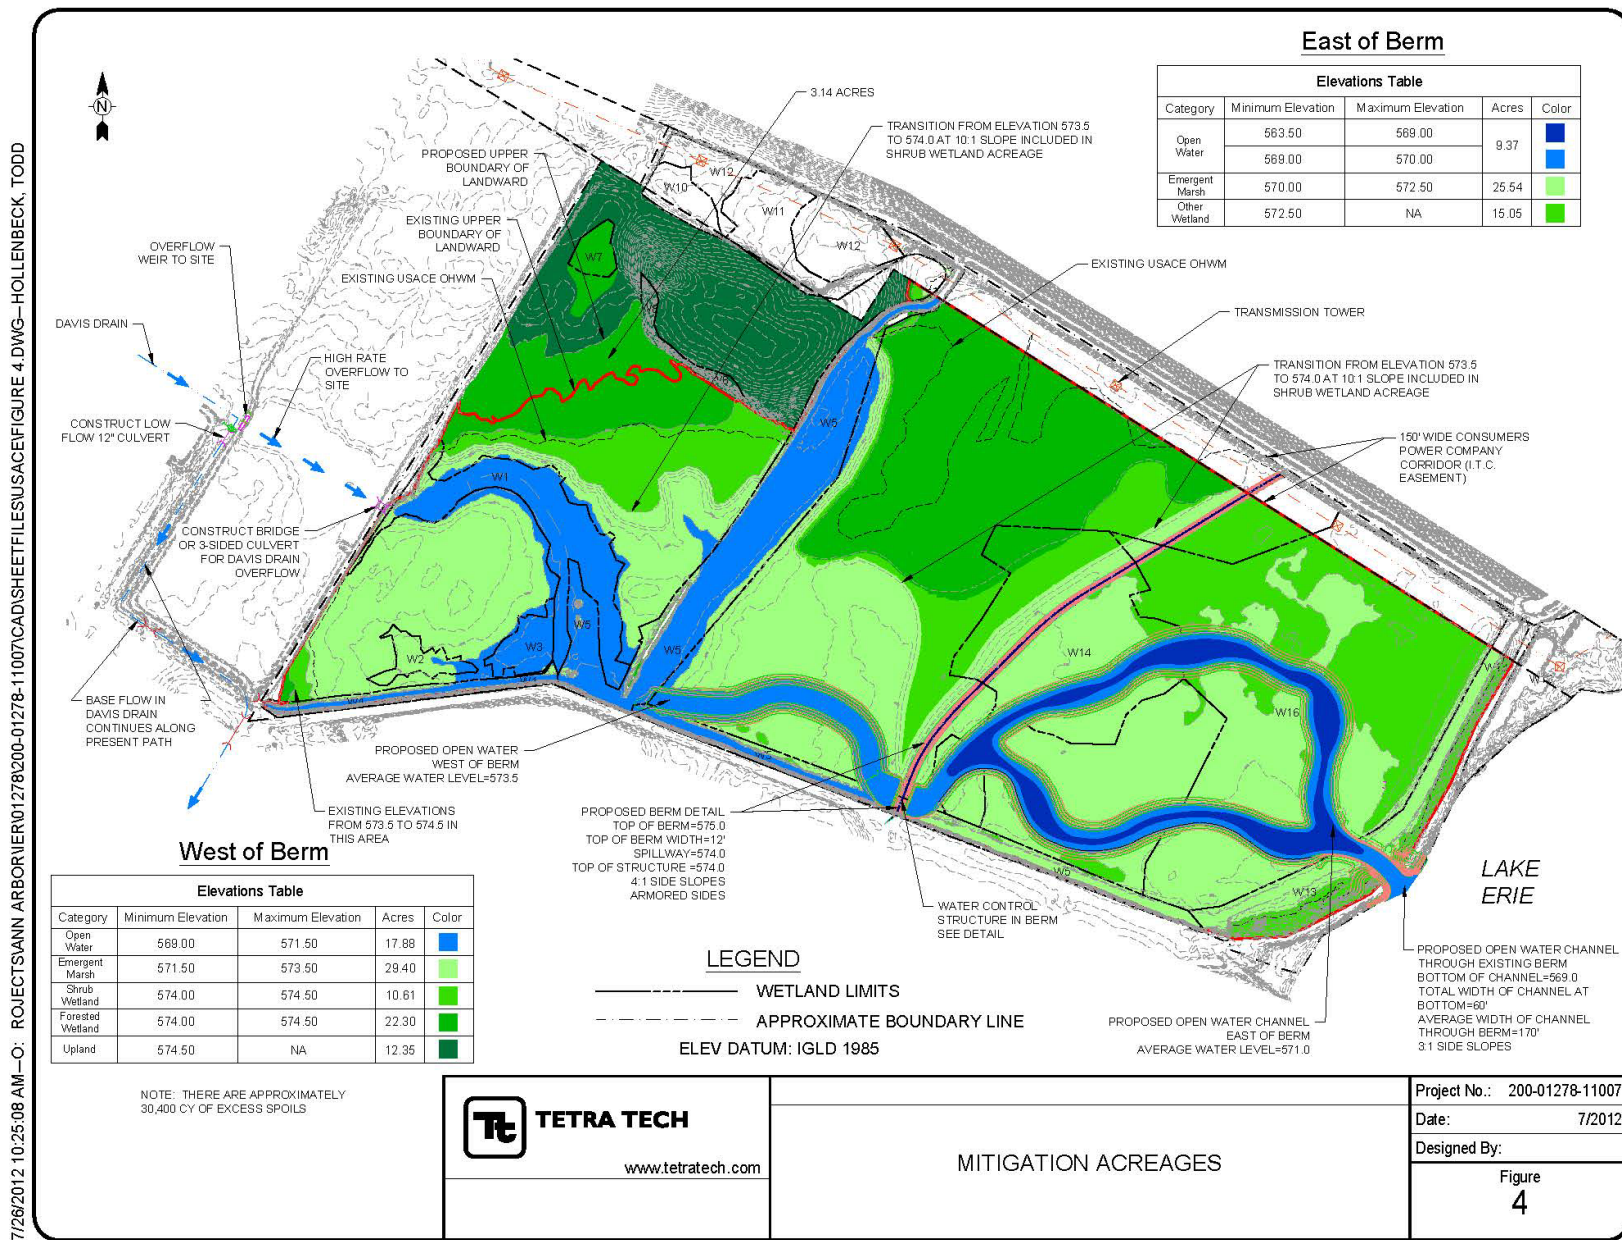 7/26/2012 10:25:08 AM—O: ROJECTS\ANN ARBOR\IER\01278\200-01278-11007\CAD\SHEETFILES\USACE\FIGURE 4.DWG—HOLLENBECK, TODD
N
East of Berm
Elevations Table
Category Minimum Elevation Maximum Elevation Acres Color
Open Water 563.50 569.00 9.37
569.00 570.00
Emergent Marsh 570.00 572.50 25.54
Other Wetland 572.50 NA 15.05
3.14 ACRES
TRANSITION FROM ELEVATION 573.5
TO 574.0 AT 10:1 SLOPE INCLUDED IN
SHRUB WETLAND ACREAGE
PROPOSED UPPER
BOUNDARY OF
LANDWARD
EXISTING UPPER
BOUNDARY OF
LANDWARD
EXISTING USACE OHWM
OVERFLOW
WEIR TO SITE
DAVIS DRAIN
HIGH RATE
OVERFLOW TO
SITE
CONSTRUCT LOW
FLOW 12" CULVERT
CONSTRUCT BRIDGE
OR 3-SIDED CULVERT
FOR DAVIS DRAIN
OVERFLOW
BASE FLOW IN
DAVIS DRAIN
CONTINUES ALONG
PRESENT PATH
EXISTING ELEVATIONS
FROM 573.5 TO 574.5 IN
THIS AREA
PROPOSED OPEN WATER
WEST OF BERM
AVERAGE WATER LEVEL=573.5
PROPOSED BERM DETAIL
TOP OF BERM=575.0
TOP OF BERM WIDTH=12'
SPILLWAY=574.0
TOP OF STRUCTURE =574.0
4:1 SIDE SLOPES
ARMORED SIDES
WATER CONTROL
STRUCTURE IN BERM
SEE DETAIL
EXISTING USACE OHWM
TRANSMISSION TOWER
TRANSITION FROM ELEVATION 573.5
TO 574.0 AT 10:1 SLOPE INCLUDED IN
SHRUB WETLAND ACREAGE
150' WIDE CONSUMERS
POWER COMPANY
CORRIDOR (I.T.C.
EASEMENT)
W10
W12
W11
W12
W7
W5
W1
W5
W3
W2
W5
W14
W16
W5
W13
LAKE
ERIE
PROPOSED OPEN WATER CHANNEL
THROUGH EXISTING BERM
BOTTOM OF CHANNEL=569.0
TOTAL WIDTH OF CHANNEL AT
BOTTOM=60'
AVERAGE WIDTH OF CHANNEL
THROUGH BERM=170'
3:1 SIDE SLOPES
PROPOSED OPEN WATER CHANNEL
EAST OF BERM
AVERAGE WATER LEVEL=571.0
West of Berm
Elevations Table
Category Minimum Elevation Maximum Elevation Acres Color
Open Water 569.00 571.50 17.88
Emergent Marsh 571.50 573.50 29.40
Shrub Wetland 574.00 574.50 10.61
Forested Wetland 574.00 574.50 22.30
Upland 574.50 NA 12.35
NOTE: THERE ARE APPROXIMATELY
30,400 CY OF EXCESS SPOILS
LEGEND
WETLAND LIMITS
APPROXIMATE BOUNDARY LINE
ELEV DATUM: IGLD 1985
Tt TETRA TECH
www.tetratech.com
MITIGATION ACREAGES
Project No.: 200-01278-11007
Date: 7/2012
Designed By:
Figure
4